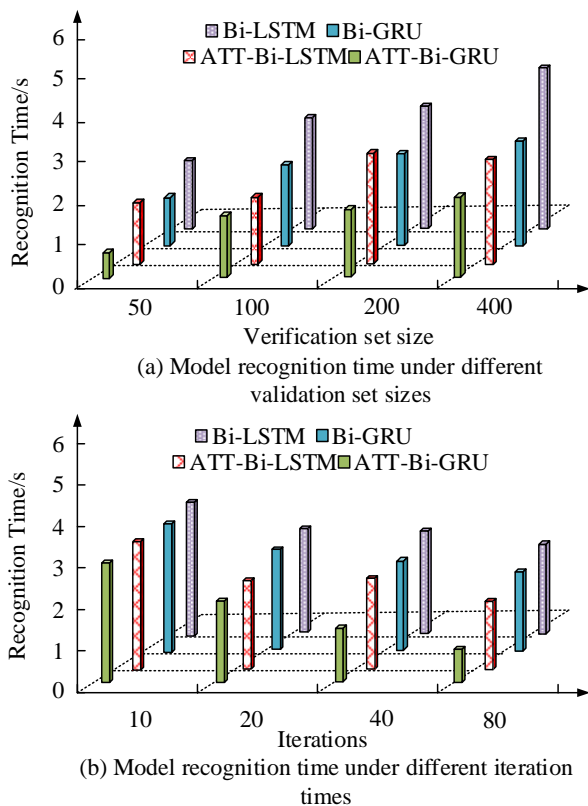 6
5
4
3
2
1
0
Recognition Time/s
Bi-LSTM Bi-GRU
ATT-Bi-LSTM ATT-Bi-GRU
50 100 200 400
Verification set size
(a) Model recognition time under different
validation set sizes
6
5
4
3
2
1
0
Recognition Time/s
Bi-LSTM Bi-GRU
ATT-Bi-LSTM ATT-Bi-GRU
10 20 40 80
Iterations
(b) Model recognition time under different iteration
times